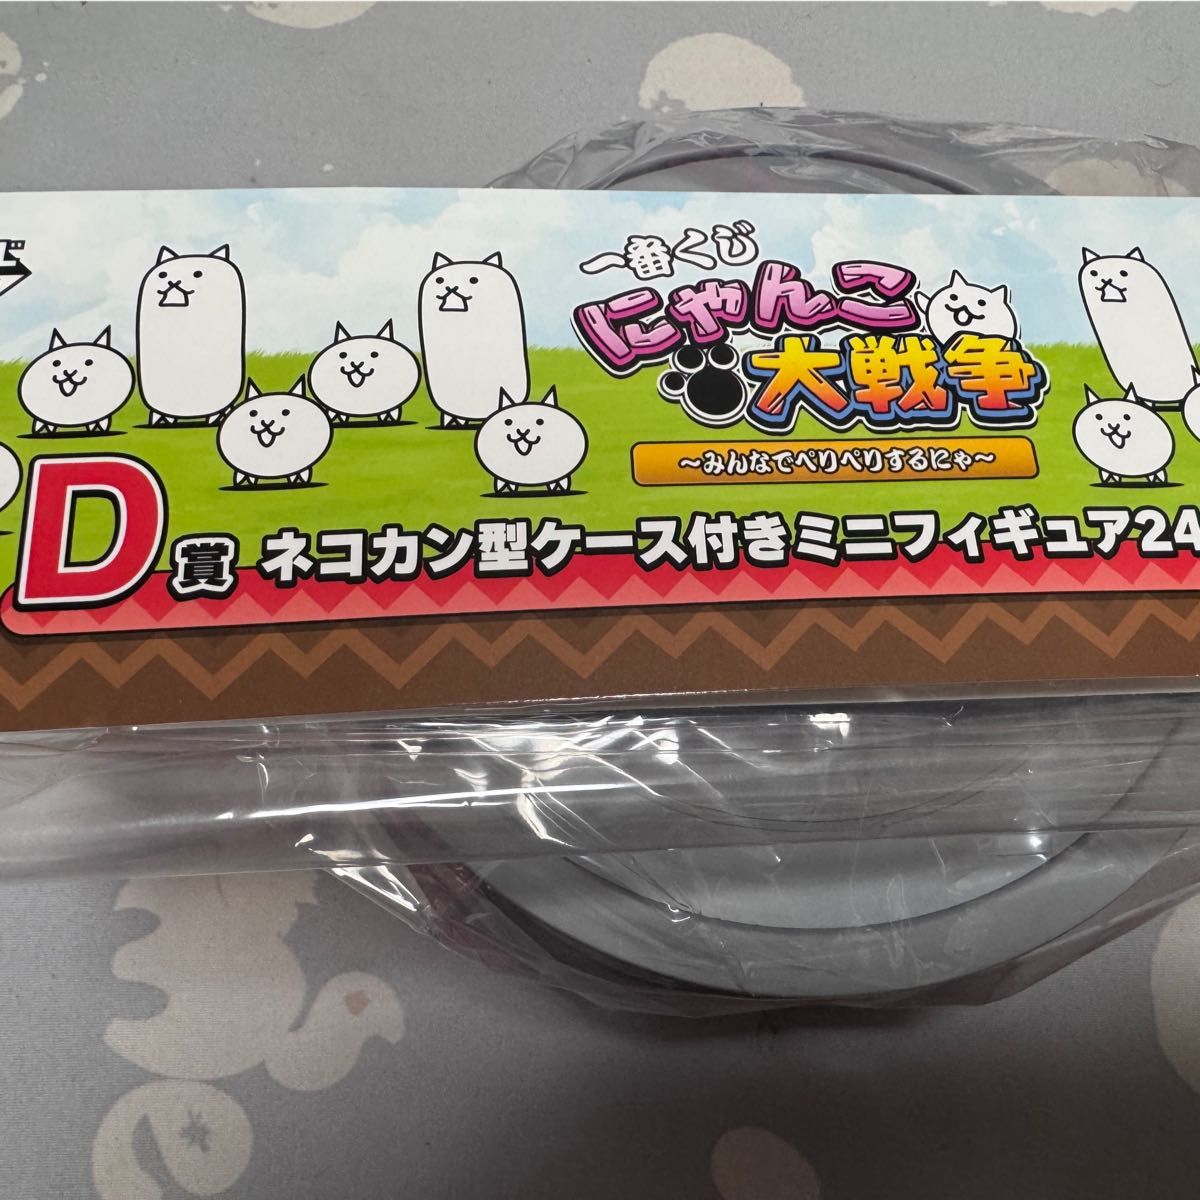 一番くじ
にゃんこ
大戦争
～みんなでぺりぺりするにゃ～
D賞 ネコカン型ケース付きミニフィギュア24